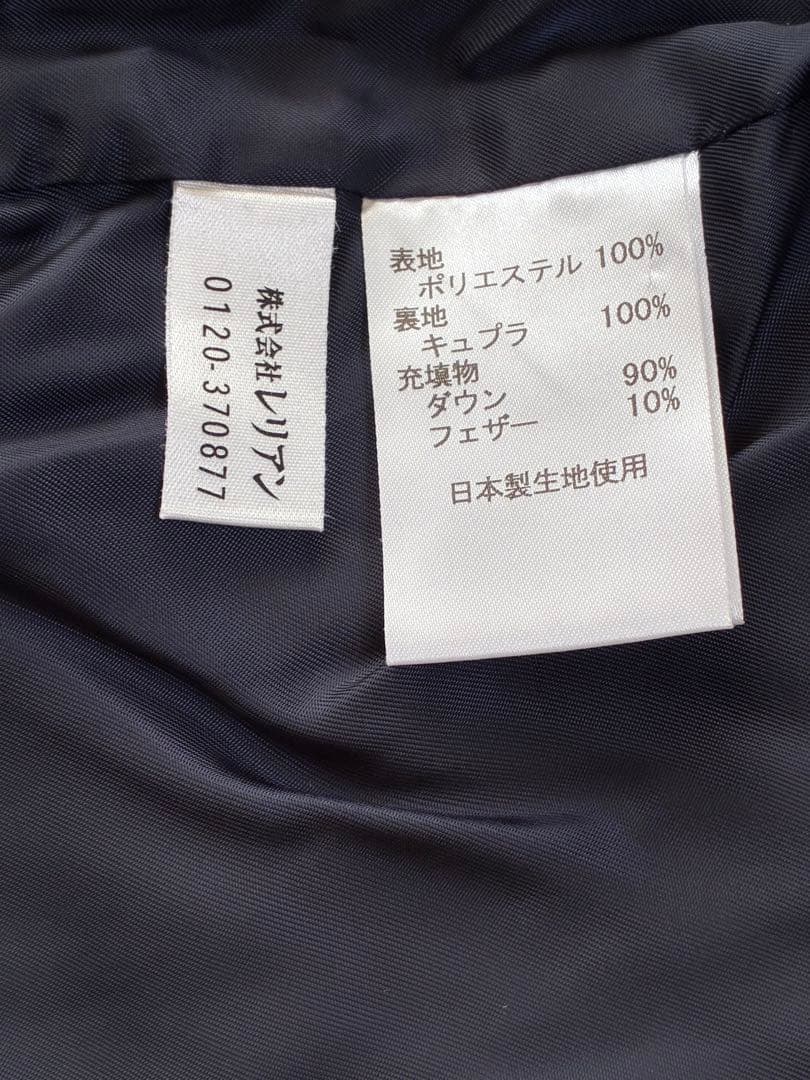 株式会社レリアン
0120-370877
表地
ポリエステル 100%
裏地
キュプラ 100%
充填物
ダウン 90%
フェザー 10%
日本製生地使用